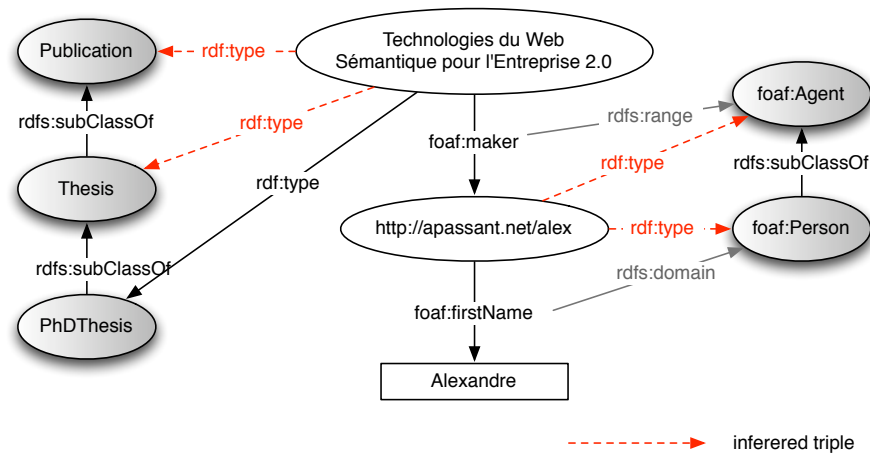 Publication
rdf:type
Technologies du Web
Sémantique pour l'Entreprise 2.0
foaf:Agent
rdfs:subClassOf
rdf:type
foaf:maker
rdfs:range
rdf:type
rdfs:subClassOf
Thesis
rdf:type
http://apassant.net/alex
rdf:type
foaf:Person
rdfs:subClassOf
rdfs:domain
PhDThesis
foaf:firstName
Alexandre
inferered triple